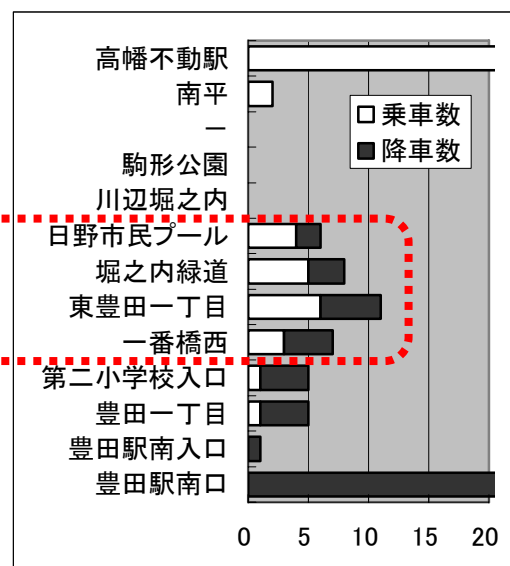 高幡不動駅
南平
－
駒形公園
川辺堀之内
日野市民プール
堀之内緑道
東豊田一丁目
一番橋西
第二小学校入口
豊田一丁目
豊田駅南入口
豊田駅南口
乗車数
降車数
0 5 10 15 20